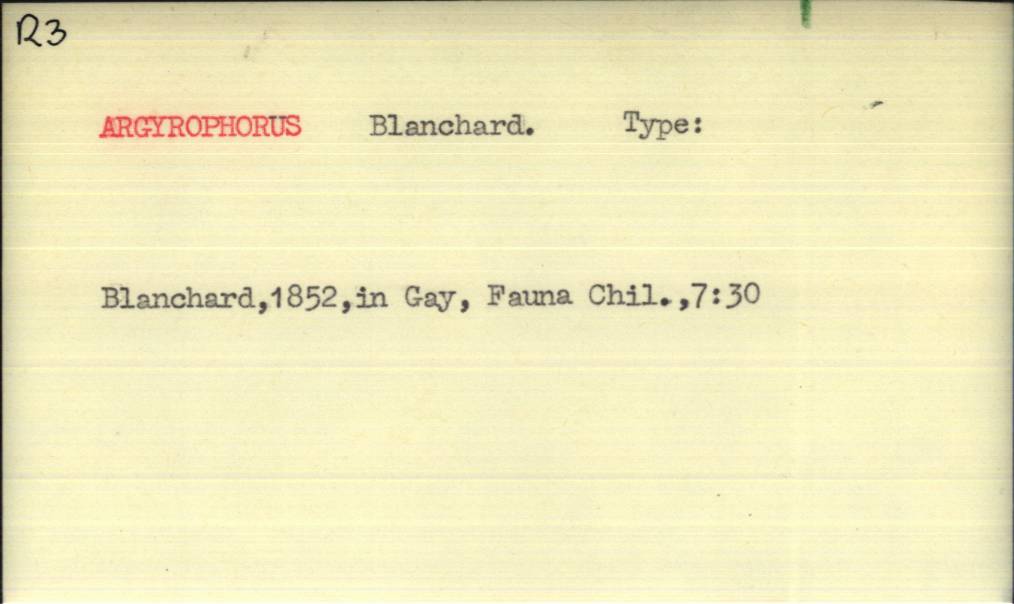 R3
ARGYROPHORUS Blanchard. Type:
Blanchard,1852,in Gay, Fauna Chil.,7:30